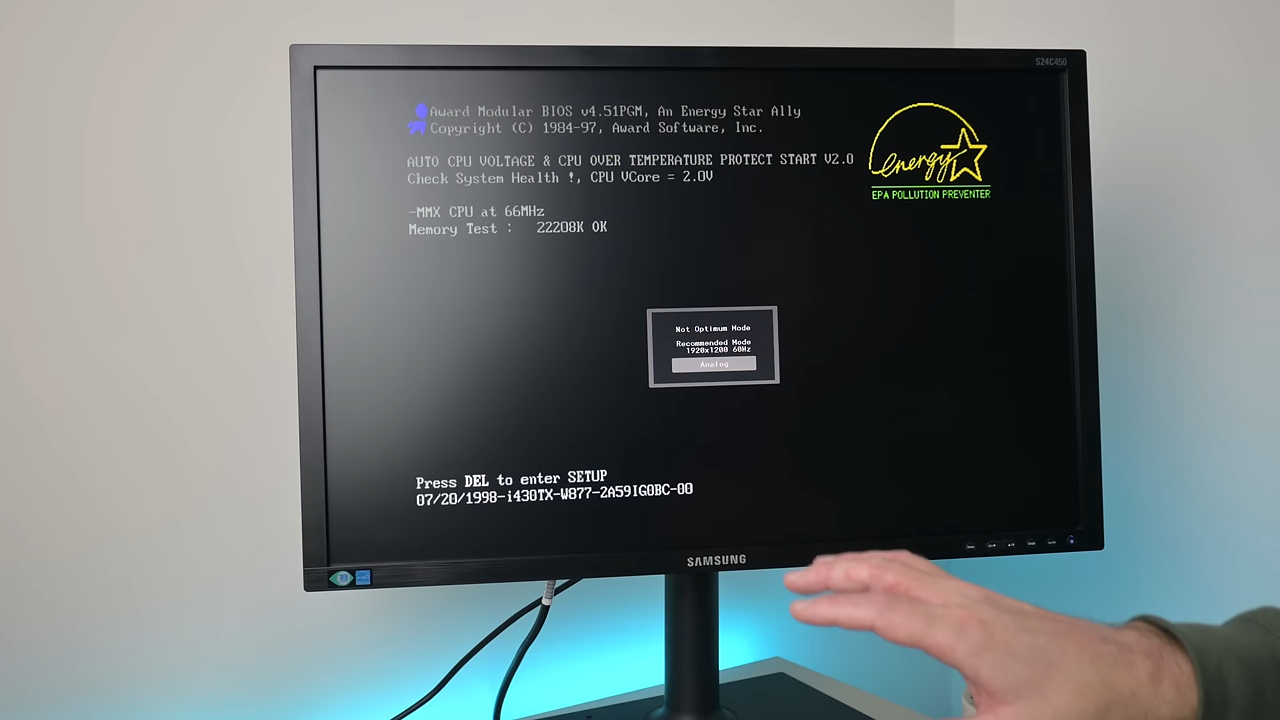 S24C450
Award Modular BIOS v4.51PGM, An Energy Star Ally
Copyright (C) 1984-97, Award Software, Inc.
energy
EPA POLLUTION PREVENTER
AUTO CPU VOLTAGE & CPU OVER TEMPERATURE PROTECT START V2.0
Check System Health !, CPU VCore = 2.0V
-MMX CPU at 66MHz
Memory Test :   22208K OK
Not Optimum Mode
Recommended Mode
1920x1200 60Hz
Analog
Press DEL to enter SETUP
07/20/1998-i430TX-W877-2A59IG0BC-00
SAMSUNG